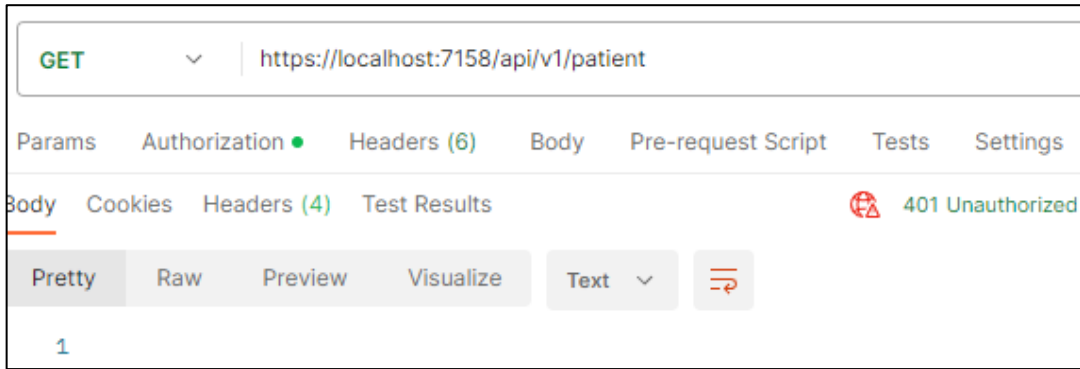 GET https://localhost:7158/api/v1/patient
Params Authorization Headers (6) Body Pre-request Script Tests Settings
Body Cookies Headers (4) Test Results 401 Unauthorized
Pretty Raw Preview Visualize Text
1